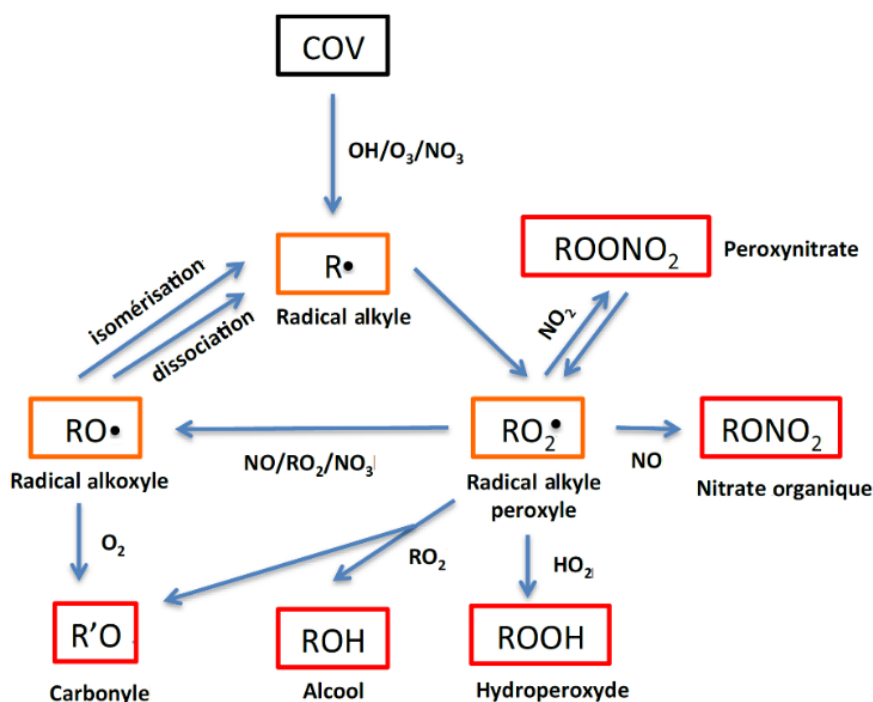 COV
OH/O₃/NO₃
R•
Radical alkyle
isomérisation
dissociation
ROONO₂
Peroxynitrate
NO₂
RO•
Radical alkoxyle
NO/RO₂/NO₃
RO₂•
Radical alkyle
peroxyle
NO
RONO₂
Nitrate organique
O₂
RO₂
HO₂
R’O
Carbonyle
ROH
Alcool
ROOH
Hydroperoxyde